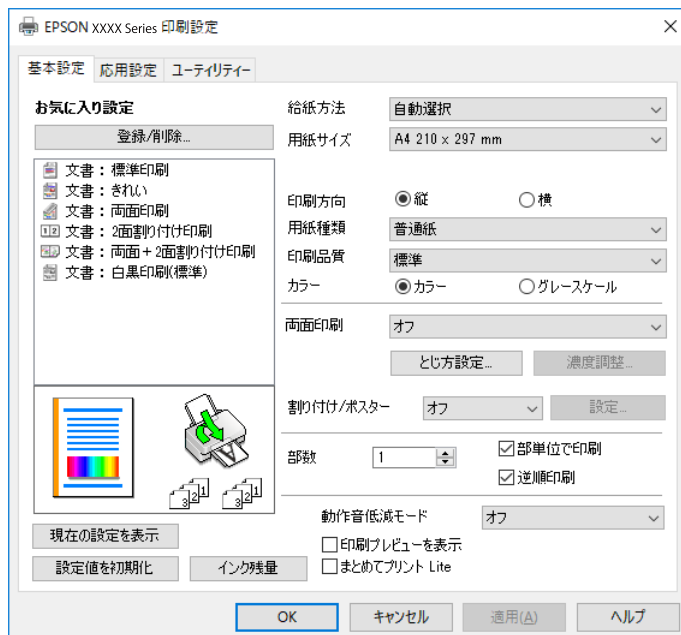 EPSON XXXX Series 印刷設定
基本設定 応用設定 ユーティリティー
お気に入り設定
登録/削除...
文書：標準印刷
文書：きれい
文書：両面印刷
文書：2面割り付け印刷
文書：両面＋2面割り付け印刷
文書：白黒印刷(標準)
給紙方法 自動選択
用紙サイズ A4 210 x 297 mm
印刷方向 縦 横
用紙種類 普通紙
印刷品質 標準
カラー カラー グレースケール
両面印刷 オフ
とじ方設定... 濃度調整...
割り付け/ポスター オフ 設定...
部数 1 部単位で印刷
逆順印刷
1 2 3 1 2 3
動作音低減モード オフ
現在の設定を表示 印刷プレビューを表示
設定値を初期化 インク残量 まとめてプリント Lite
OK キャンセル 適用(A) ヘルプ